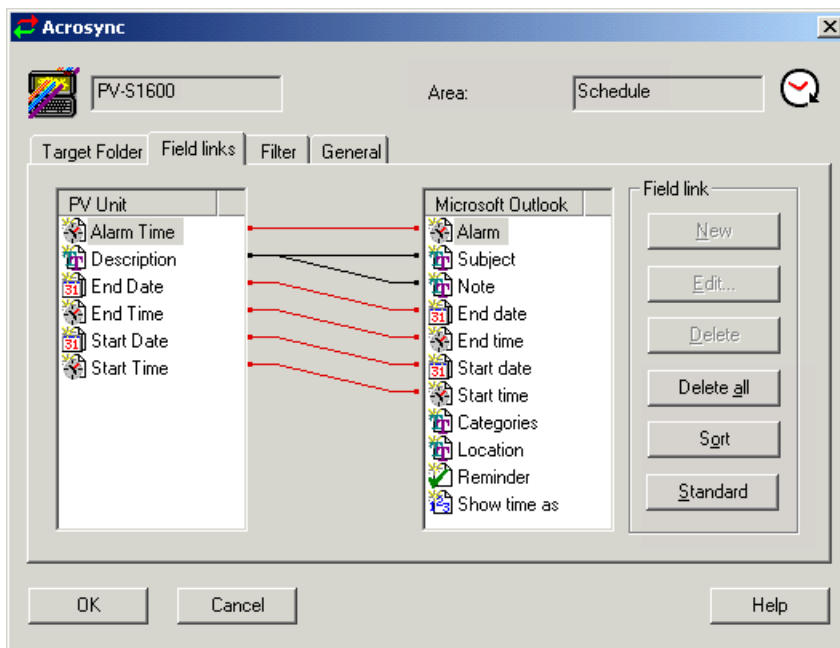 Acrosync
PV-S1600
Area:
Schedule
Target Folder
Field links
Filter
General
PV Unit
Alarm Time
Description
End Date
End Time
Start Date
Start Time
Microsoft Outlook
Alarm
Subject
Note
End date
End time
Start date
Start time
Categories
Location
Reminder
Show time as
Field link
New
Edit...
Delete
Delete all
Sort
Standard
OK
Cancel
Help